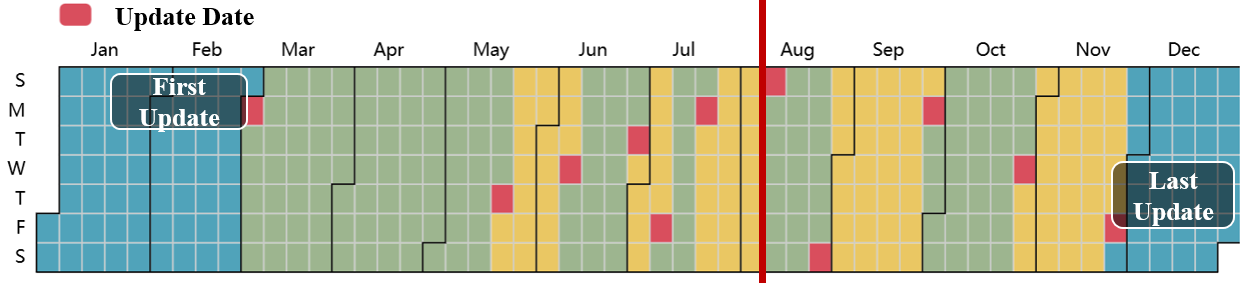 Update Date
Jan Feb Mar Apr May Jun Jul Aug Sep Oct Nov Dec
S
First
M
Update
T
W
T
Last
Update
F
S